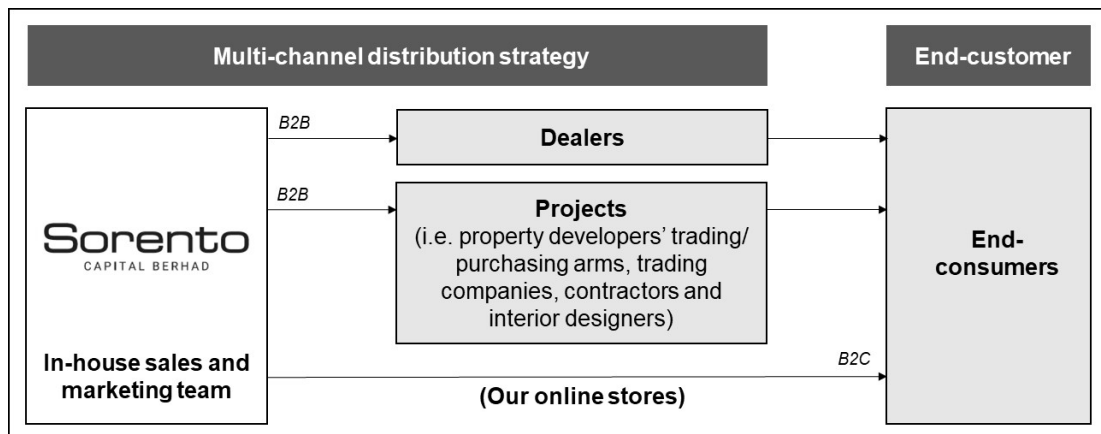 Multi-channel distribution strategy
End-customer
B2B
Dealers
B2B
Projects
(i.e. property developers’ trading/
purchasing arms, trading
companies, contractors and
interior designers)
Sorento
CAPITAL BERHAD
In-house sales and
marketing team
B2C
(Our online stores)
End-
consumers